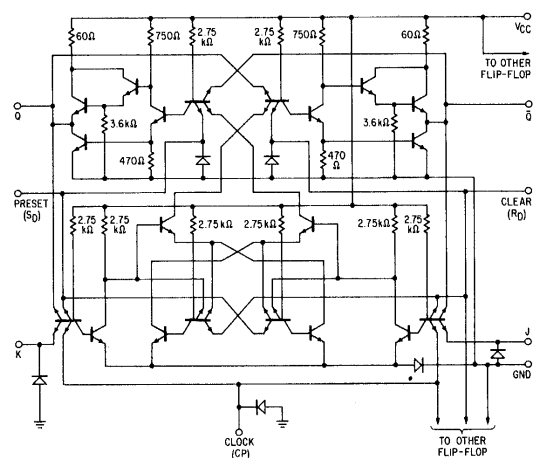 60Ω 750Ω 2.75 kΩ 2.75 kΩ 750Ω 60Ω VCC
TO OTHER FLIP-FLOP
Q Q̄
3.6kΩ 3.6kΩ
470Ω 470 Ω
PRESET (SD) CLEAR (RD)
2.75 kΩ 2.75 kΩ 2.75kΩ 2.75kΩ 2.75 kΩ 2.75 kΩ
K J
GND
CLOCK (CP)
TO OTHER FLIP-FLOP